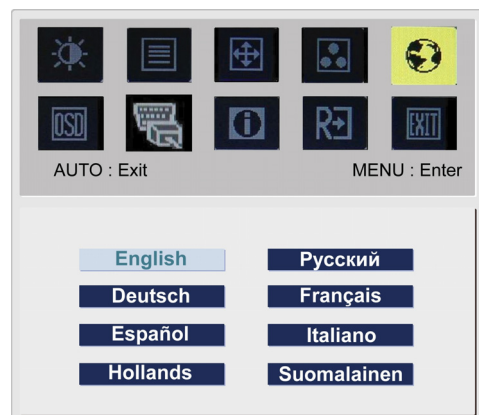 OSD
R
EXIT
AUTO : Exit
MENU : Enter
English
Русский
Deutsch
Français
Español
Italiano
Hollands
Suomalainen